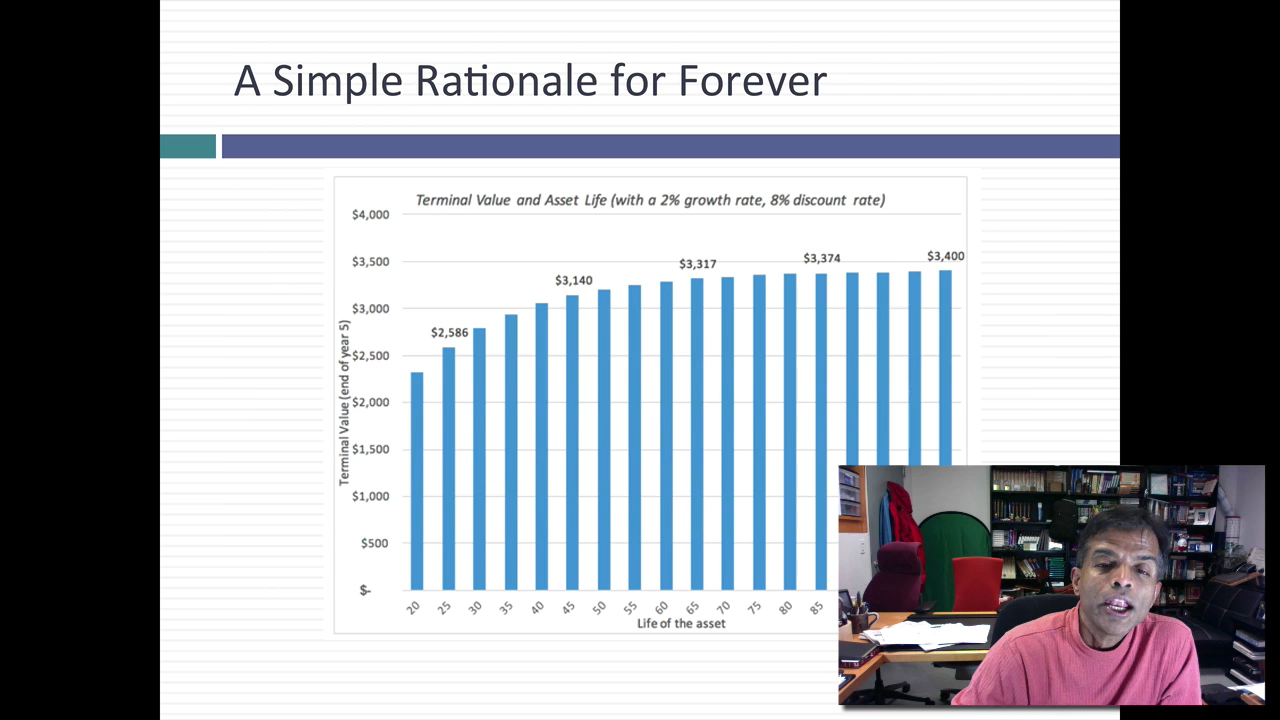 A Simple Rationale for Forever
Terminal Value and Asset Life (with a 2% growth rate, 8% discount rate)
$4,000
$3,500
$3,000
$2,500
$2,000
$1,500
$1,000
$500
$-
Terminal Value (end of year 5)
$2,586
$3,140
$3,317
$3,374
$3,400
20 25 30 35 40 45 50 55 60 65 70 75 80 85
Life of the asset